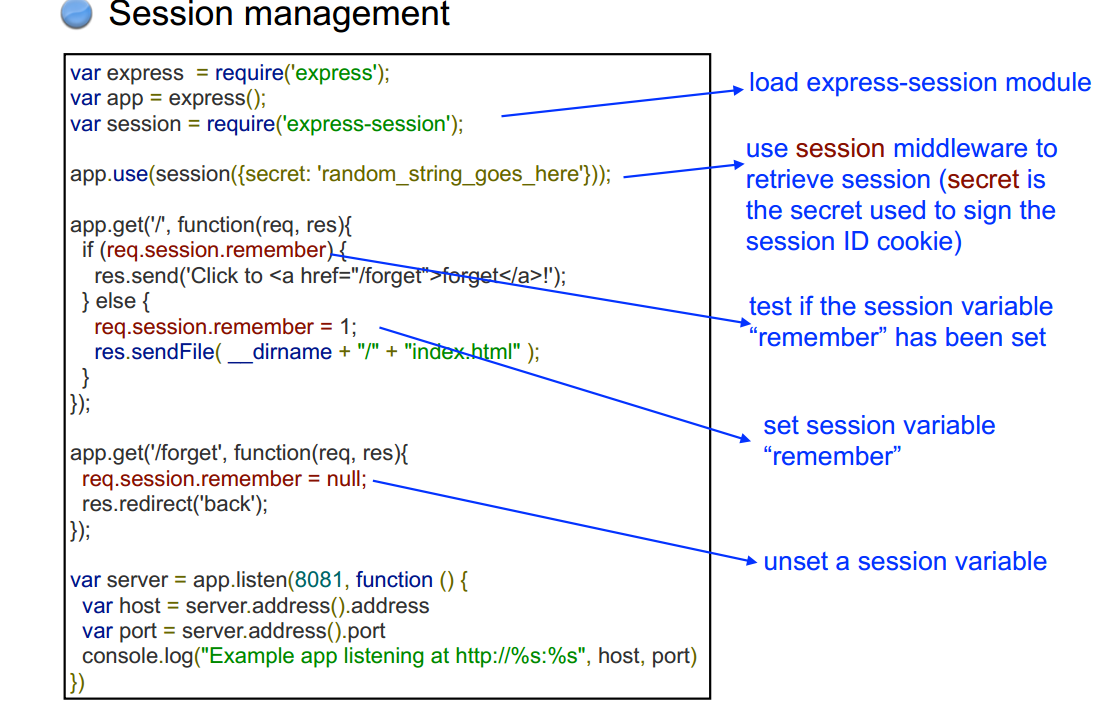 Session management
var express = require('express');
var app = express();
var session = require('express-session');
app.use(session({secret: 'random_string_goes_here'}));
app.get('/', function(req, res){
if (req.session.remember) {
res.send('Click to <a href="/forget">forget</a>!');
} else {
req.session.remember = 1;
res.sendFile( __dirname + "/" + "index.html" );
}
});
app.get('/forget', function(req, res){
req.session.remember = null;
res.redirect('back');
});
var server = app.listen(8081, function () {
var host = server.address().address
var port = server.address().port
console.log("Example app listening at http://%s:%s", host, port)
})
load express-session module
use session middleware to
retrieve session (secret is
the secret used to sign the
session ID cookie)
test if the session variable
“remember” has been set
set session variable
“remember”
unset a session variable